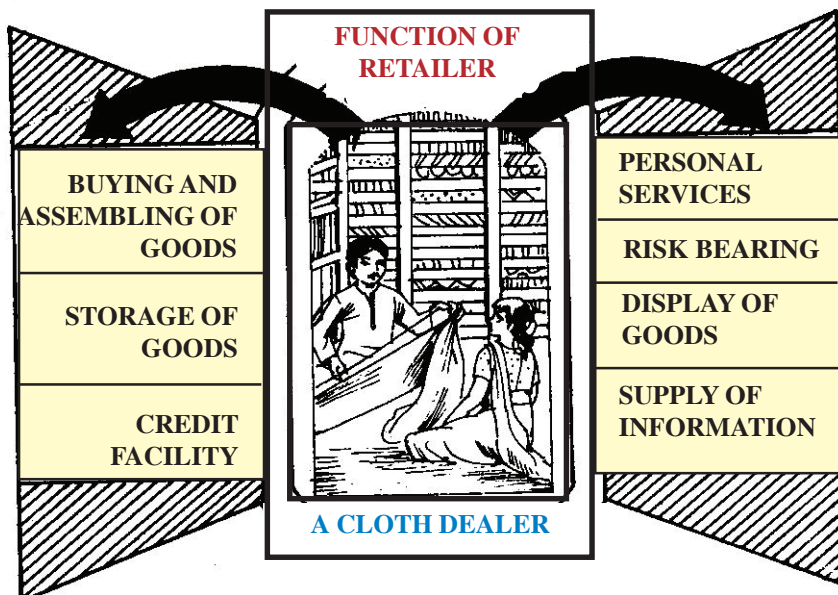 FUNCTION OF
RETAILER
BUYING AND
ASSEMBLING OF
GOODS
STORAGE OF
GOODS
CREDIT
FACILITY
PERSONAL
SERVICES
RISK BEARING
DISPLAY OF
GOODS
SUPPLY OF
INFORMATION
A CLOTH DEALER